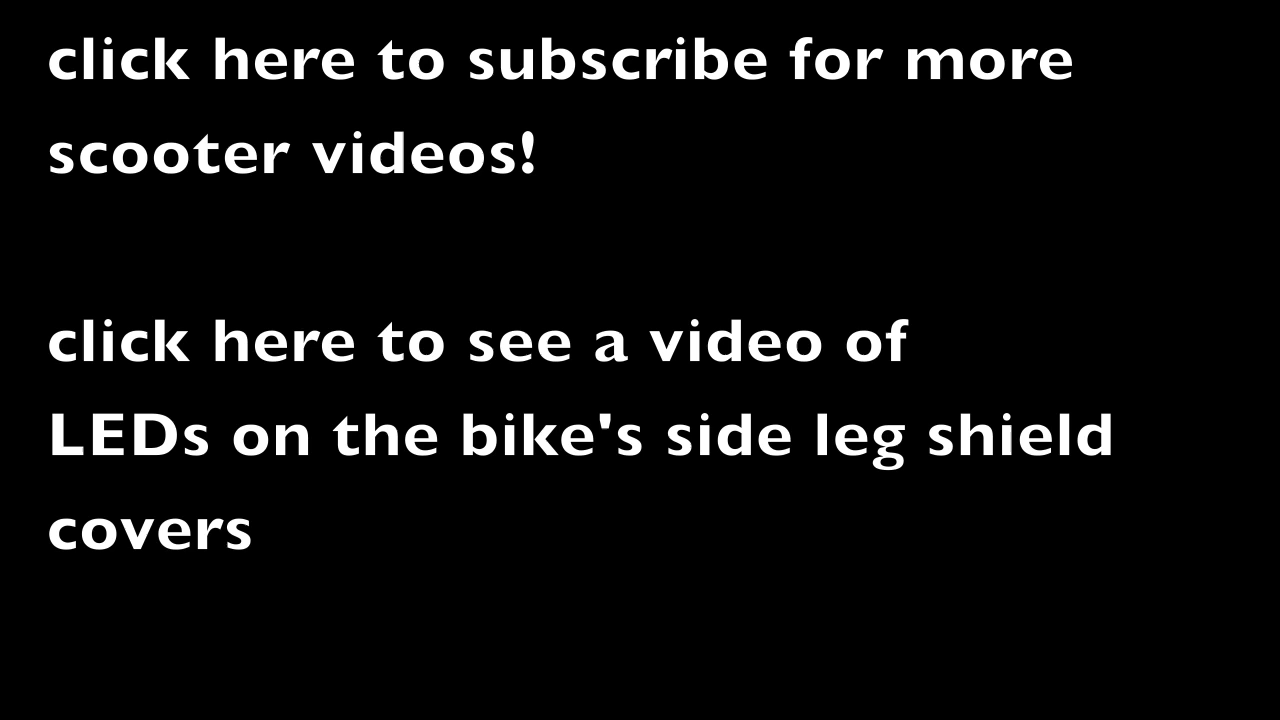 click here to subscribe for more
scooter videos!
click here to see a video of
LEDs on the bike's side leg shield
covers